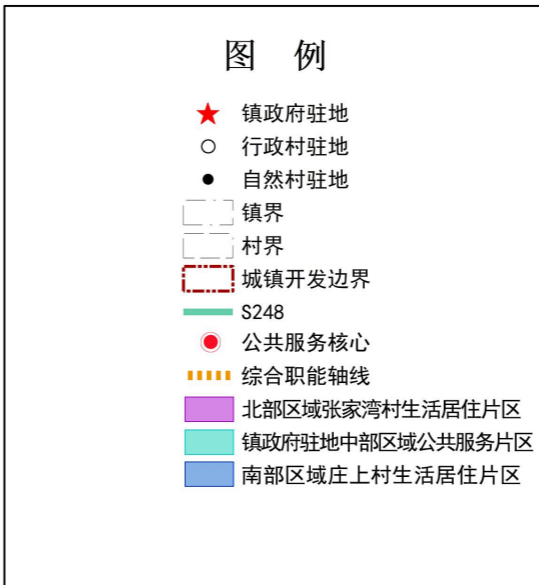 图 例
镇政府驻地
行政村驻地
自然村驻地
镇界
村界
城镇开发边界
S248
公共服务核心
综合职能轴线
北部区域张家湾村生活居住片区
镇政府驻地中部区域公共服务片区
南部区域庄上村生活居住片区